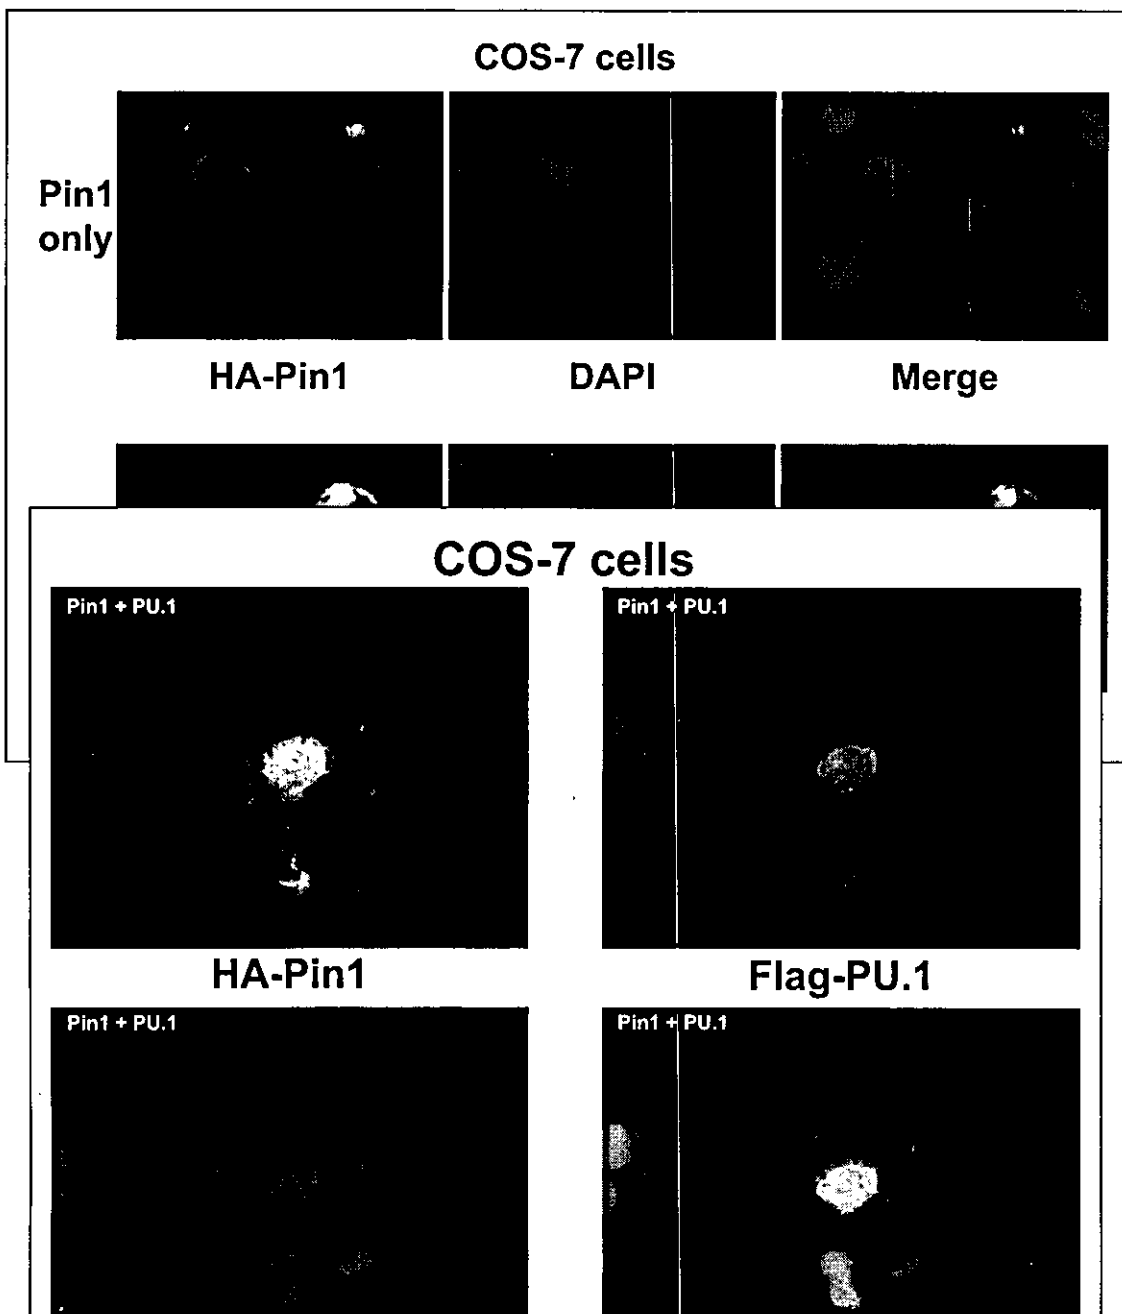 COS-7 cells
Pin1
only
HA-Pin1 DAPI Merge
COS-7 cells
Pin1 + PU.1 Pin1 + PU.1
HA-Pin1 Flag-PU.1
Pin1 + PU.1 Pin1 + PU.1